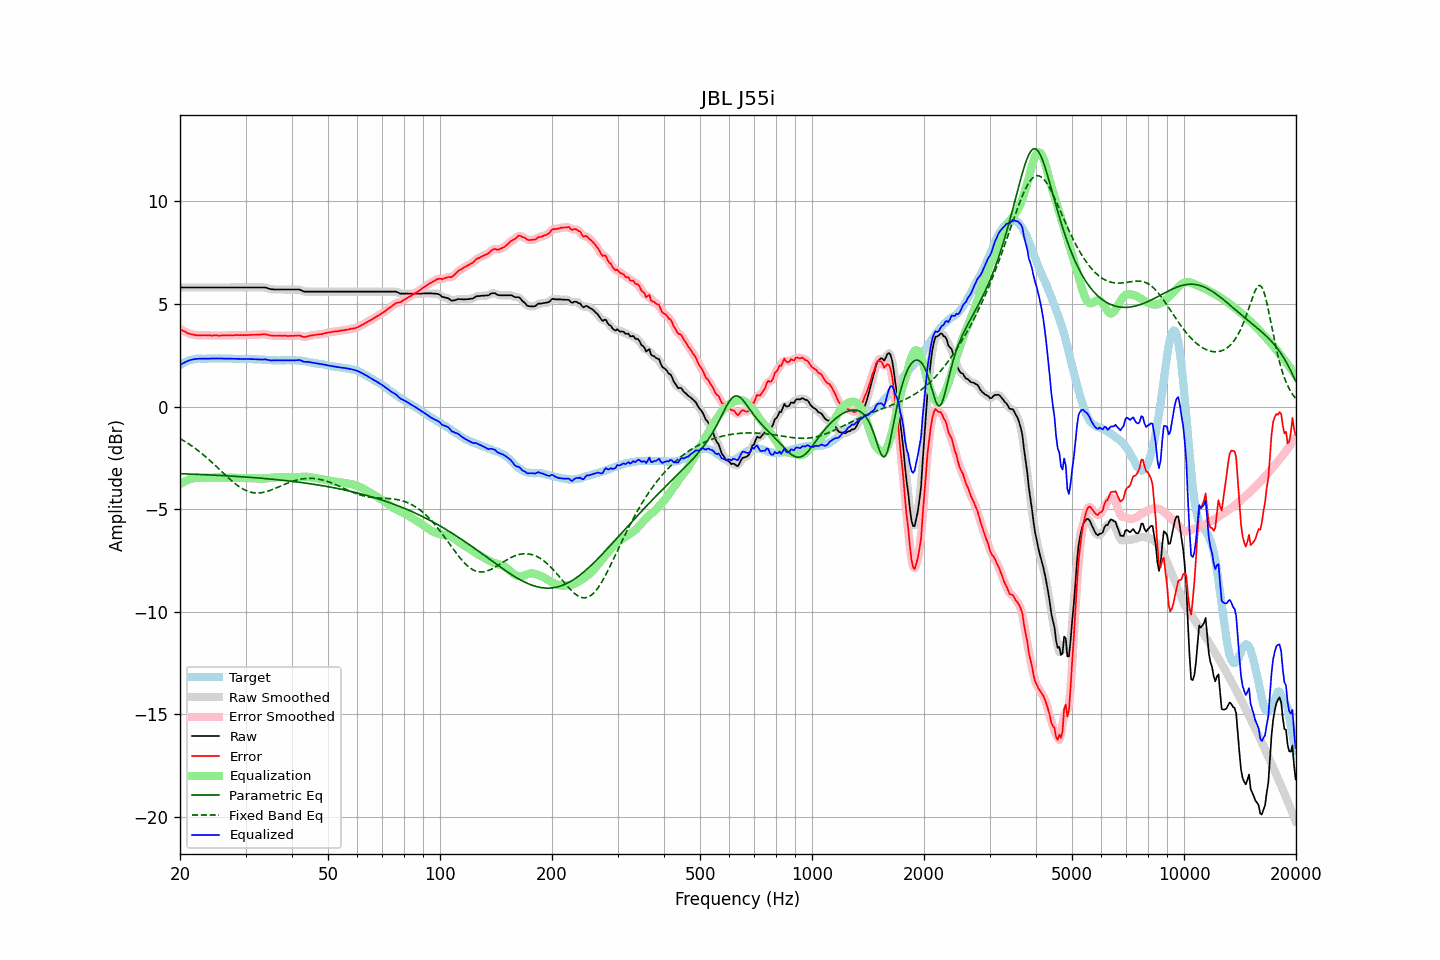 JBL J55i
Amplitude (dBr)
10
5
0
−5
−10
−15
−20
Target
Raw Smoothed
Error Smoothed
Raw
Error
Equalization
Parametric Eq
Fixed Band Eq
Equalized
20 50 100 200 500 1000 2000 5000 10000 20000
Frequency (Hz)